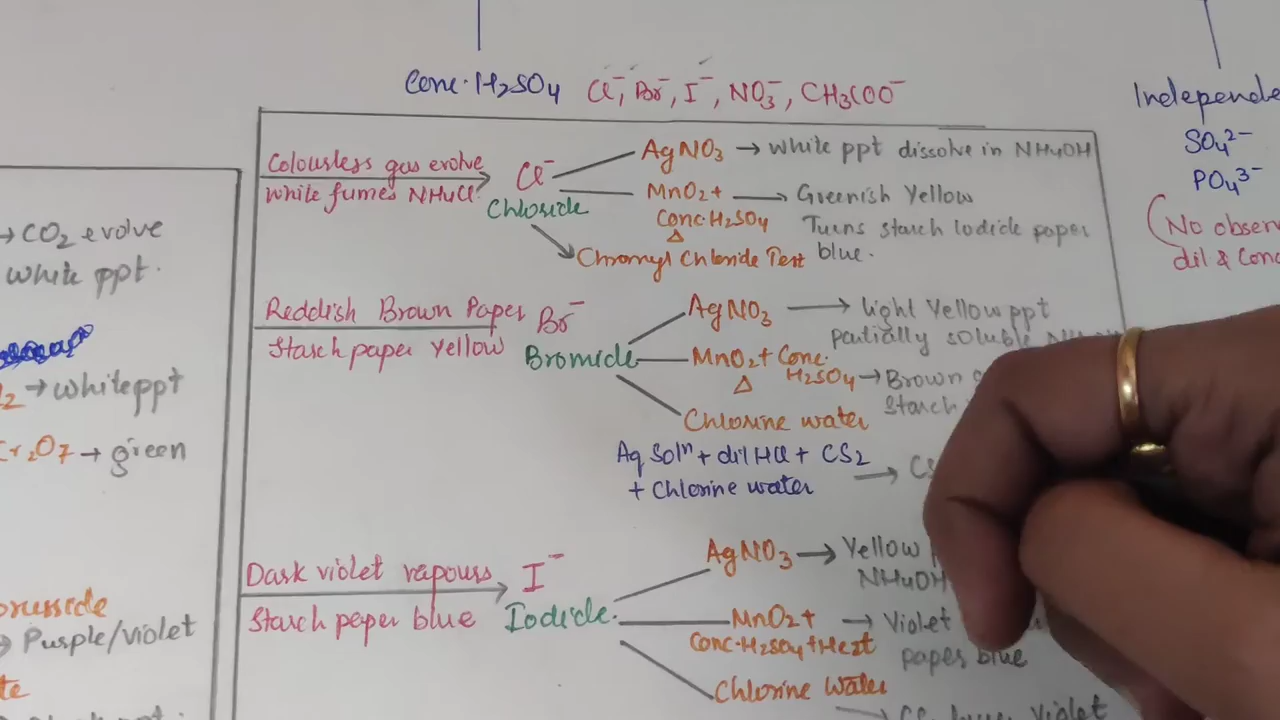 Conc. H2SO4 Cl⁻, Br⁻, I⁻, NO3⁻, CH3COO⁻
Independe
SO4²⁻
PO4³⁻
(No observ
dil & Conc
→ CO2 evolve
white ppt.
2 → white ppt
Cr2O7 → green
→ Purple/violet
te
Colourless gas evolve
White fumes NH4Cl
Cl⁻
Chloride
AgNO3 → White ppt dissolve in NH4OH
MnO2 + → Greenish Yellow
Conc. H2SO4 Turns starch Iodide paper
Δ
blue.
Chromyl Chloride Test
Reddish Brown Paper
Starch paper yellow
Br⁻
Bromide
AgNO3 → light Yellow ppt
partially soluble
MnO2 + Conc.
H2SO4 → Brown
Δ
Starch
Chlorine water
Aq Solⁿ + dil HCl + CS2
+ Chlorine water →
Dark violet vapours
Starch paper blue
I⁻
Iodide.
AgNO3 → Yellow
NH4OH
MnO2 + → Violet
Conc. H2SO4 + Heat
paper blue
Chlorine Water
→ violet